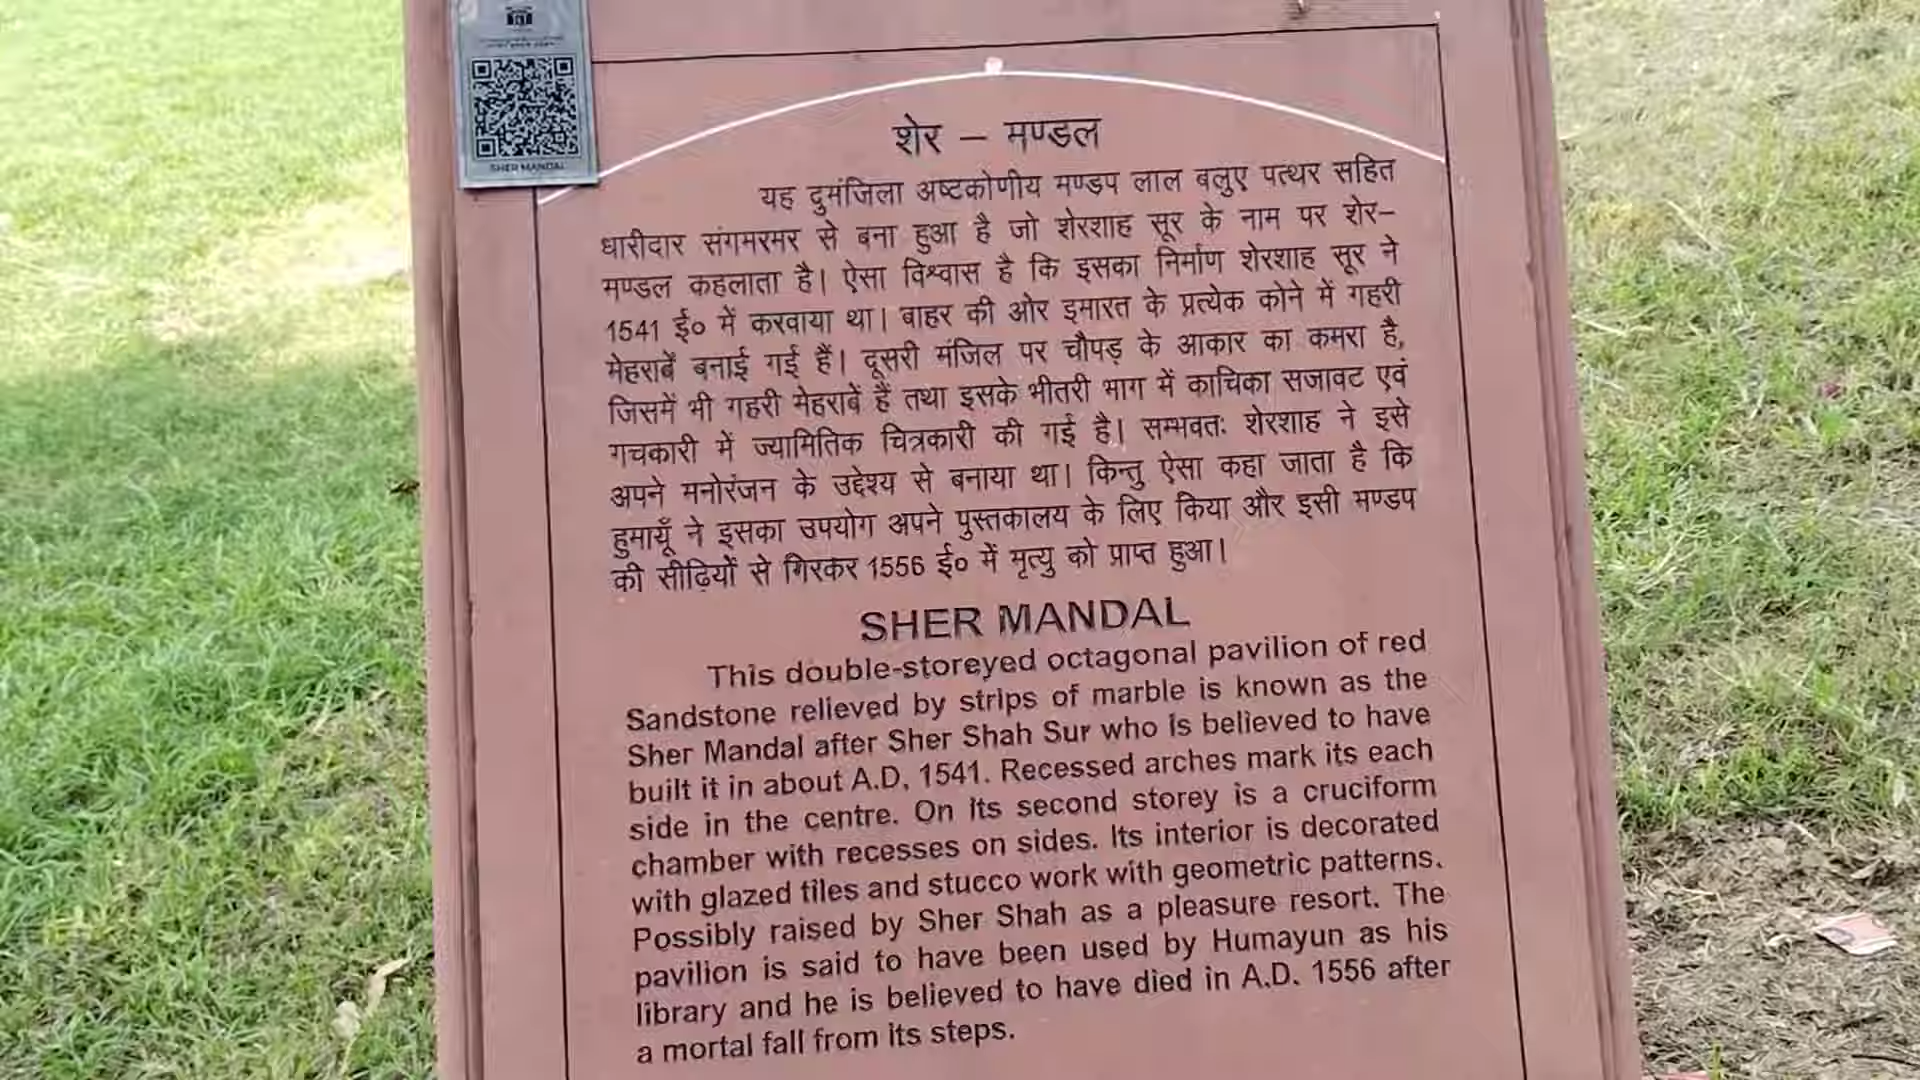 SHER MANDAL
शेर – मण्डल
यह दुमंजिला अष्टकोणीय मण्डप लाल बलुए पत्थर सहित
धारीदार संगमरमर से बना हुआ है जो शेरशाह सूर के नाम पर शेर–
मण्डल कहलाता है। ऐसा विश्वास है कि इसका निर्माण शेरशाह सूर ने
1541 ई० में करवाया था। बाहर की ओर इमारत के प्रत्येक कोने में गहरी
मेहराबें बनाई गई हैं। दूसरी मंजिल पर चौपड़ के आकार का कमरा है,
जिसमें भी गहरी मेहराबें हैं तथा इसके भीतरी भाग में काचिका सजावट एवं
गचकारी में ज्यामितिक चित्रकारी की गई है। सम्भवतः शेरशाह ने इसे
अपने मनोरंजन के उद्देश्य से बनाया था। किन्तु ऐसा कहा जाता है कि
हुमायूँ ने इसका उपयोग अपने पुस्तकालय के लिए किया और इसी मण्डप
की सीढ़ियों से गिरकर 1556 ई० में मृत्यु को प्राप्त हुआ।
SHER MANDAL
This double-storeyed octagonal pavilion of red
Sandstone relieved by strips of marble is known as the
Sher Mandal after Sher Shah Sur who is believed to have
built it in about A.D. 1541. Recessed arches mark its each
side in the centre. On its second storey is a cruciform
chamber with recesses on sides. Its interior is decorated
with glazed tiles and stucco work with geometric patterns.
Possibly raised by Sher Shah as a pleasure resort. The
pavilion is said to have been used by Humayun as his
library and he is believed to have died in A.D. 1556 after
a mortal fall from its steps.